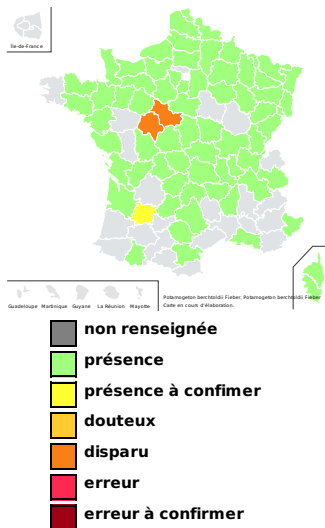 Île-de-France
Guadeloupe Martinique Guyane La Réunion Mayotte
Potamogeton berchtoldii Fieber, Potamogeton berchtoldii Fieber
Carte en cours d'élaboration.
non renseignée
présence
présence à confimer
douteux
disparu
erreur
erreur à confirmer